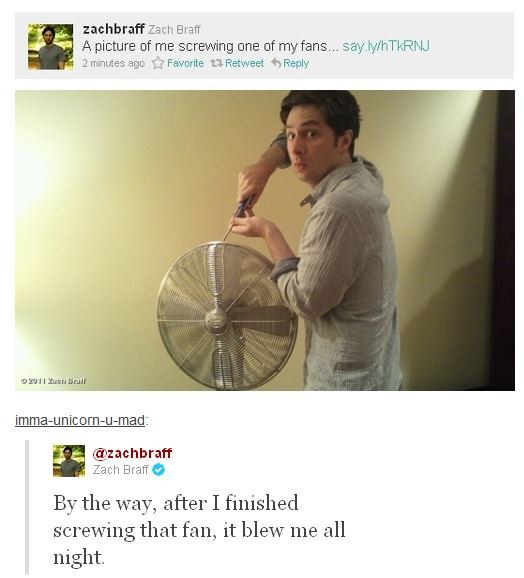 zachbraff Zach Braff
A picture of me screwing one of my fans... say.ly/hTkRNJ
2 minutes ago Favorite Retweet Reply
© 2011 Zach Braff
imma-unicorn-u-mad:
@zachbraff
Zach Braff
By the way, after I finished
screwing that fan, it blew me all
night.